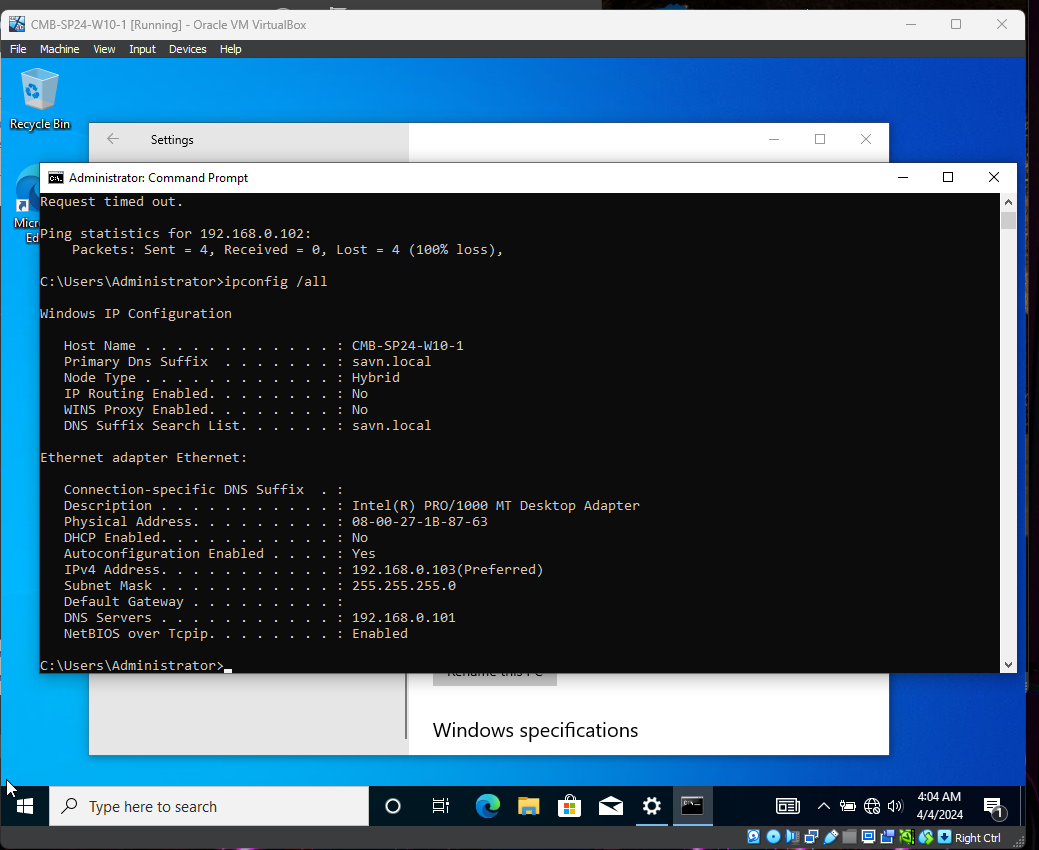 CMB-SP24-W10-1 [Running] - Oracle VM VirtualBox
File Machine View Input Devices Help
Recycle Bin
Settings
Administrator: Command Prompt
Request timed out.
Ping statistics for 192.168.0.102:
Packets: Sent = 4, Received = 0, Lost = 4 (100% loss),
C:\Users\Administrator>ipconfig /all
Windows IP Configuration
Host Name . . . . . . . . . . . . : CMB-SP24-W10-1
Primary Dns Suffix . . . . . . . : savn.local
Node Type . . . . . . . . . . . . : Hybrid
IP Routing Enabled. . . . . . . . : No
WINS Proxy Enabled. . . . . . . . : No
DNS Suffix Search List. . . . . . : savn.local
Ethernet adapter Ethernet:
Connection-specific DNS Suffix . :
Description . . . . . . . . . . . : Intel(R) PRO/1000 MT Desktop Adapter
Physical Address. . . . . . . . . : 08-00-27-1B-87-63
DHCP Enabled. . . . . . . . . . . : No
Autoconfiguration Enabled . . . . : Yes
IPv4 Address. . . . . . . . . . . : 192.168.0.103(Preferred)
Subnet Mask . . . . . . . . . . . : 255.255.255.0
Default Gateway . . . . . . . . . :
DNS Servers . . . . . . . . . . . : 192.168.0.101
NetBIOS over Tcpip. . . . . . . . : Enabled
C:\Users\Administrator>
Micr
Ed
Rename this PC
Windows specifications
Type here to search
4:04 AM
4/4/2024
1
Right Ctrl